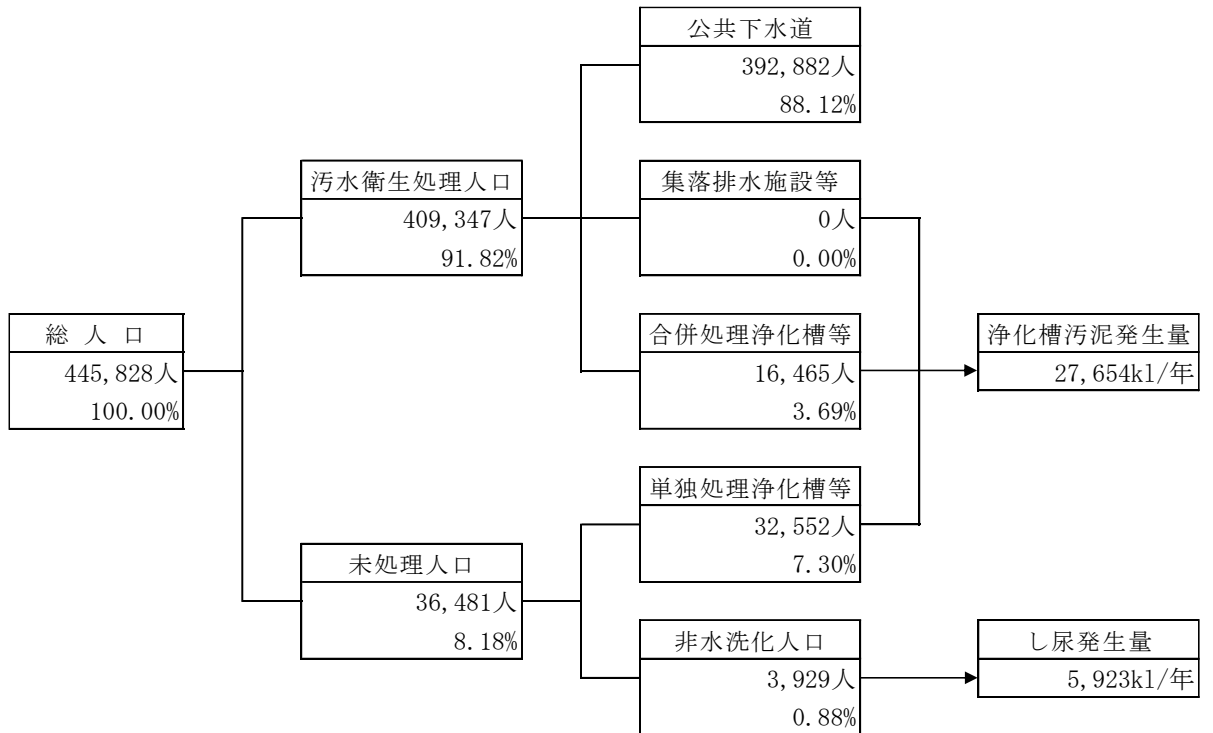 総人口
445,828人
100.00%
汚水衛生処理人口
409,347人
91.82%
未処理人口
36,481人
8.18%
公共下水道
392,882人
88.12%
集落排水施設等
0人
0.00%
合併処理浄化槽等
16,465人
3.69%
単独処理浄化槽等
32,552人
7.30%
非水洗化人口
3,929人
0.88%
浄化槽汚泥発生量
27,654kl/年
し尿発生量
5,923kl/年